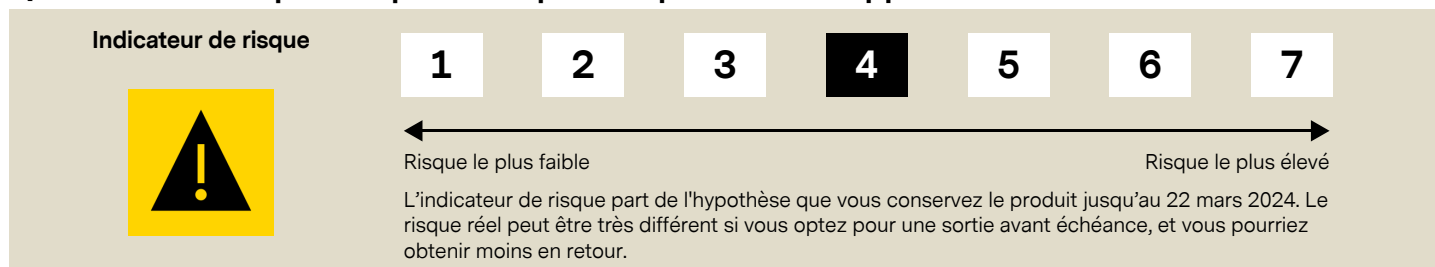 Indicateur de risque
1 2 3 4 5 6 7
Risque le plus faible
Risque le plus élevé
L’indicateur de risque part de l'hypothèse que vous conservez le produit jusqu’au 22 mars 2024. Le
risque réel peut être très différent si vous optez pour une sortie avant échéance, et vous pourriez
obtenir moins en retour.